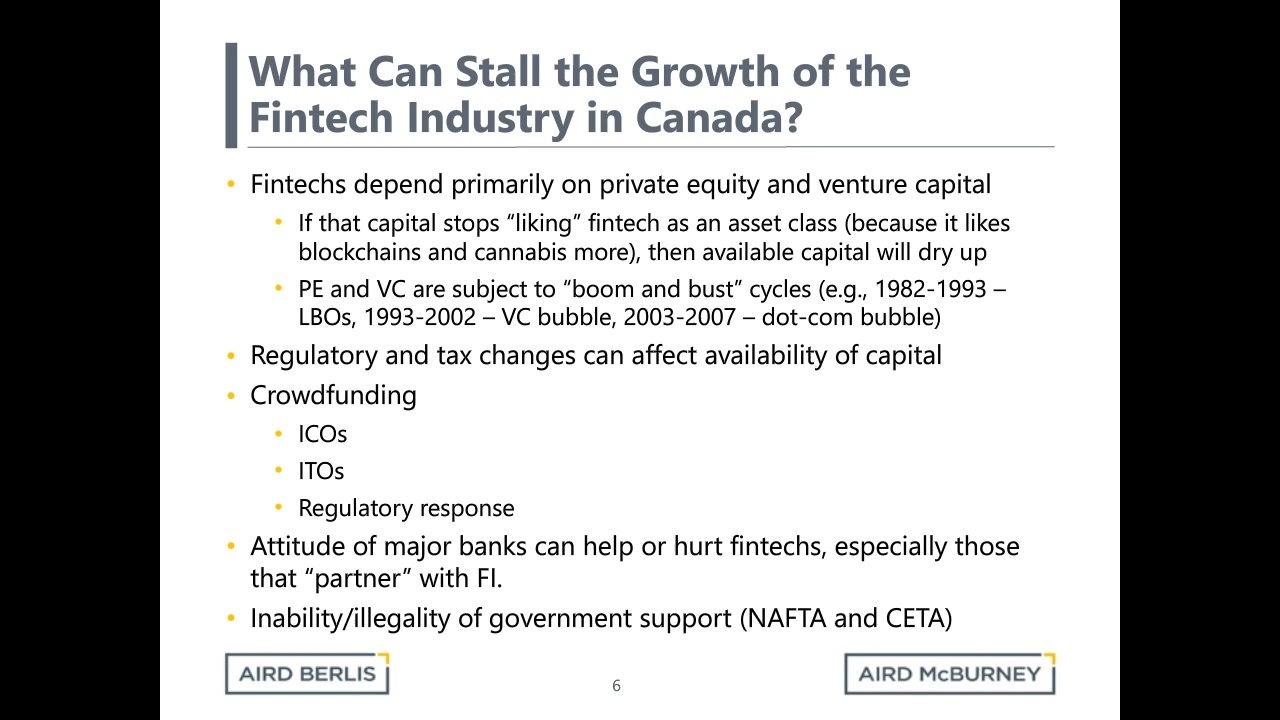 What Can Stall the Growth of the
Fintech Industry in Canada?
• Fintechs depend primarily on private equity and venture capital
• If that capital stops “liking” fintech as an asset class (because it likes
blockchains and cannabis more), then available capital will dry up
• PE and VC are subject to “boom and bust” cycles (e.g., 1982-1993 –
LBOs, 1993-2002 – VC bubble, 2003-2007 – dot-com bubble)
• Regulatory and tax changes can affect availability of capital
• Crowdfunding
• ICOs
• ITOs
• Regulatory response
• Attitude of major banks can help or hurt fintechs, especially those
that “partner” with FI.
• Inability/illegality of government support (NAFTA and CETA)
AIRD BERLIS
6
AIRD McBURNEY